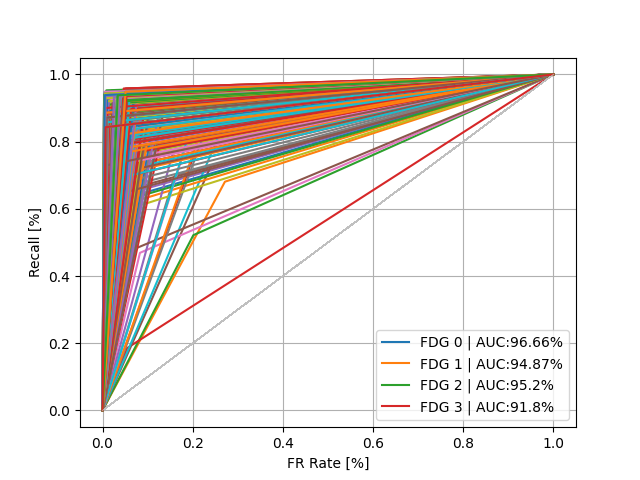 1.0
0.8
0.6
0.4
0.2
0.0
Recall [%]
0.0 0.2 0.4 0.6 0.8 1.0
FR Rate [%]
FDG 0 | AUC:96.66%
FDG 1 | AUC:94.87%
FDG 2 | AUC:95.2%
FDG 3 | AUC:91.8%